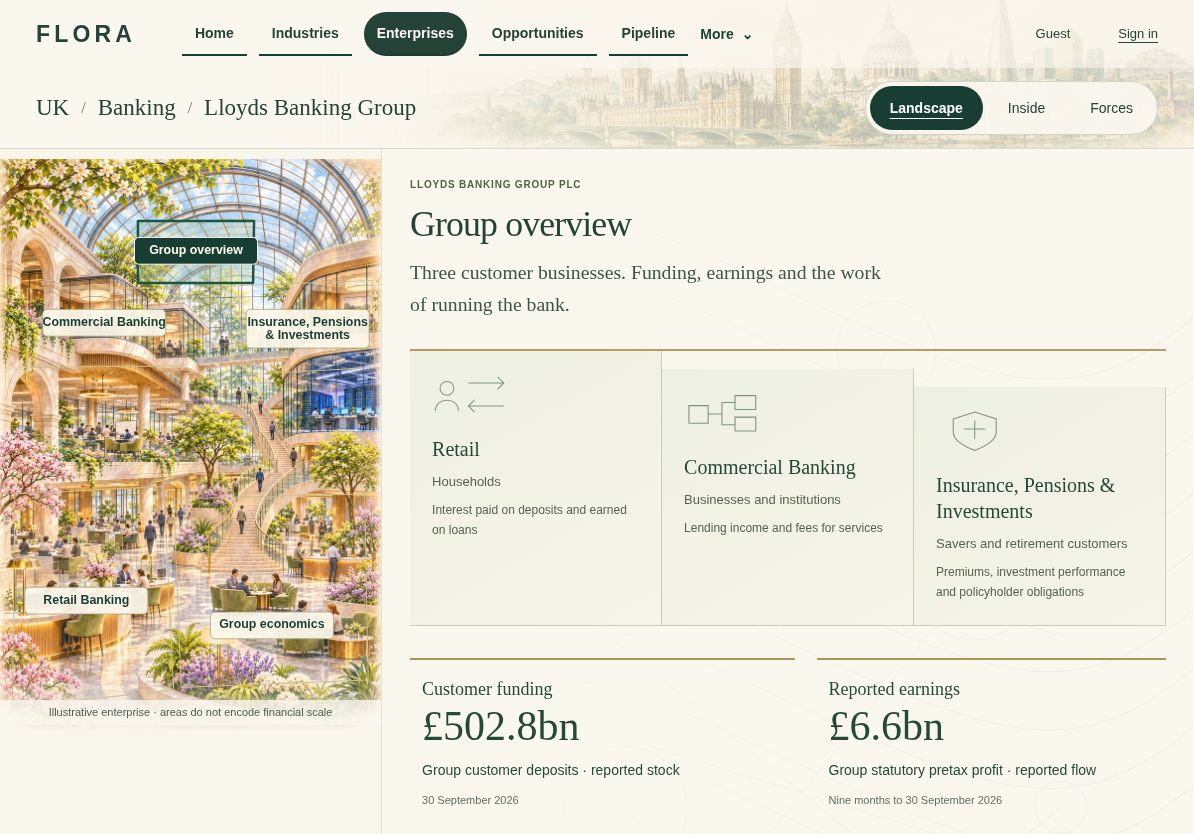 FLORA
Home
Industries
Enterprises
Opportunities
Pipeline
More
Guest
Sign in
UK / Banking / Lloyds Banking Group
Landscape
Inside
Forces
Group overview
Commercial Banking
Insurance, Pensions
& Investments
Retail Banking
Group economics
Illustrative enterprise · areas do not encode financial scale
LLOYDS BANKING GROUP PLC
Group overview
Three customer businesses. Funding, earnings and the work
of running the bank.
Retail
Households
Interest paid on deposits and earned
on loans
Commercial Banking
Businesses and institutions
Lending income and fees for services
Insurance, Pensions &
Investments
Savers and retirement customers
Premiums, investment performance
and policyholder obligations
Customer funding
£502.8bn
Group customer deposits · reported stock
30 September 2026
Reported earnings
£6.6bn
Group statutory pretax profit · reported flow
Nine months to 30 September 2026